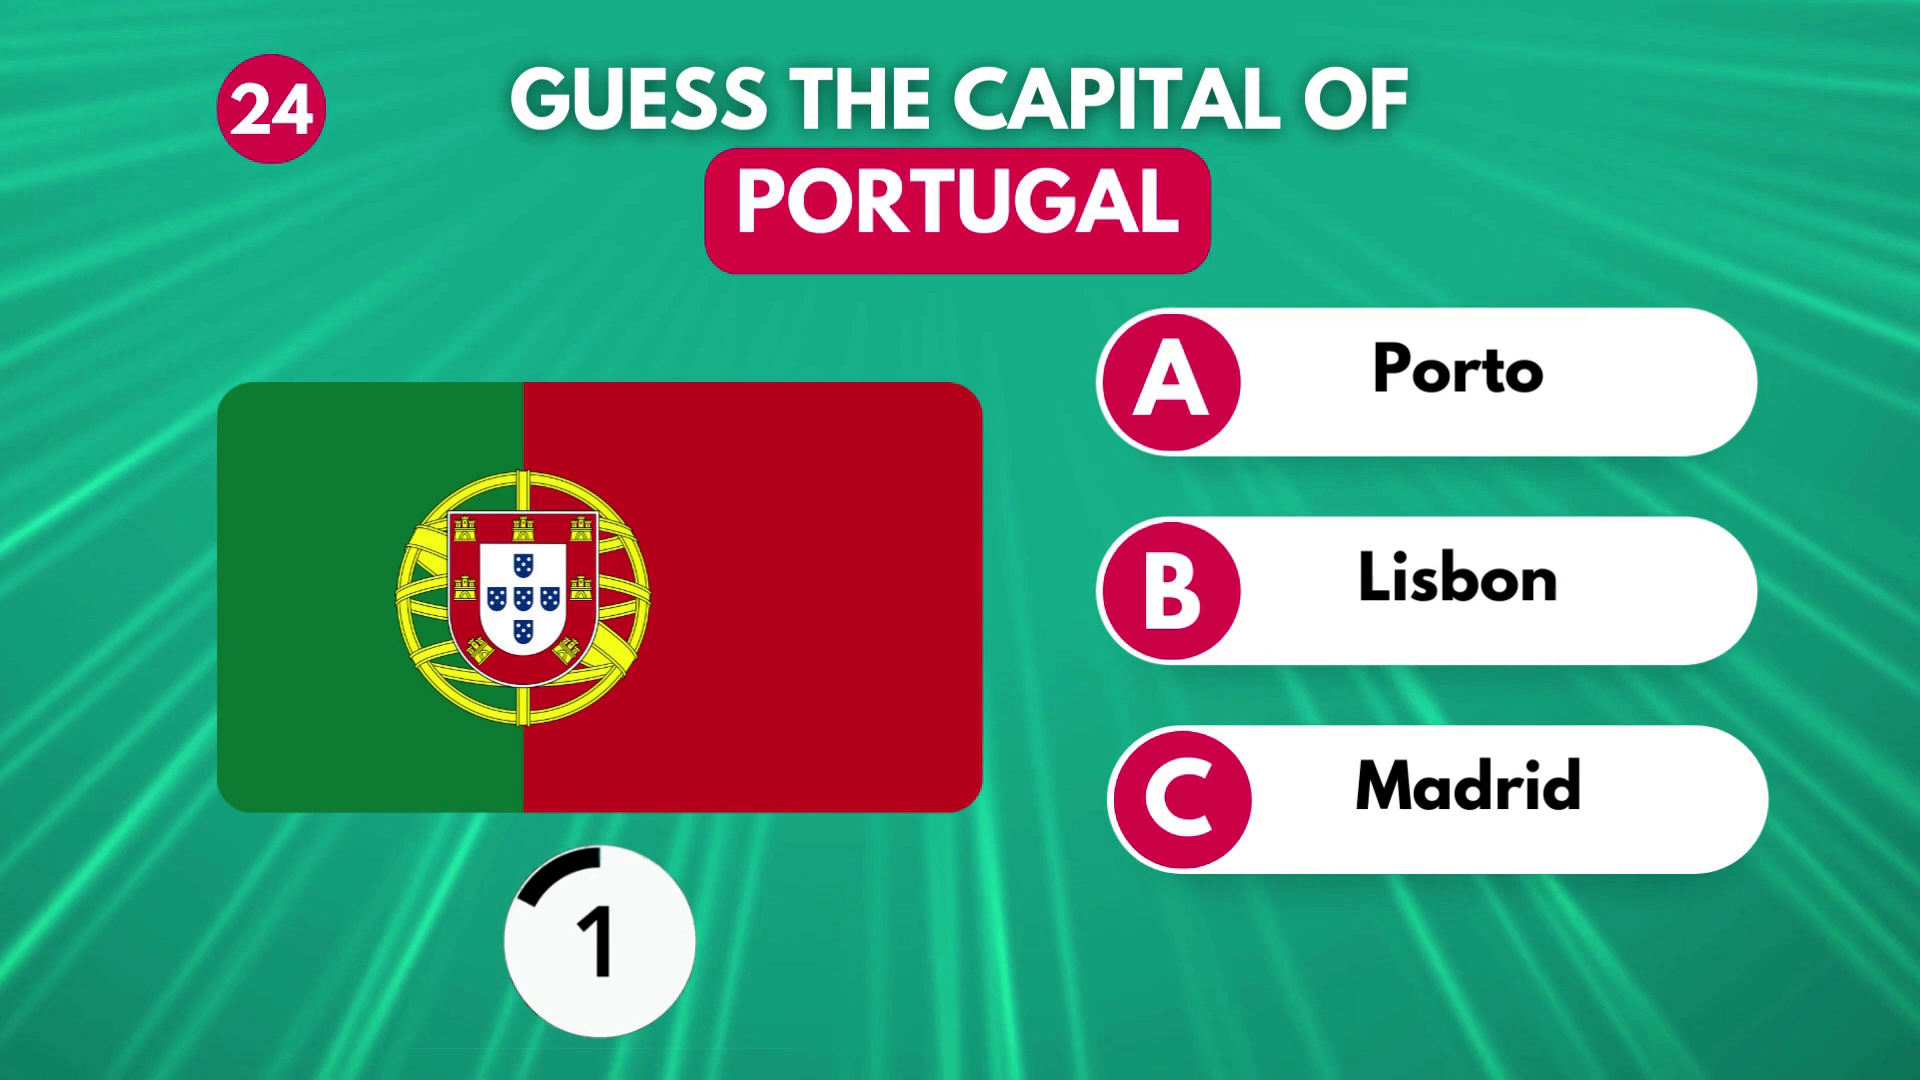 24
GUESS THE CAPITAL OF
PORTUGAL
A Porto
B Lisbon
C Madrid
1